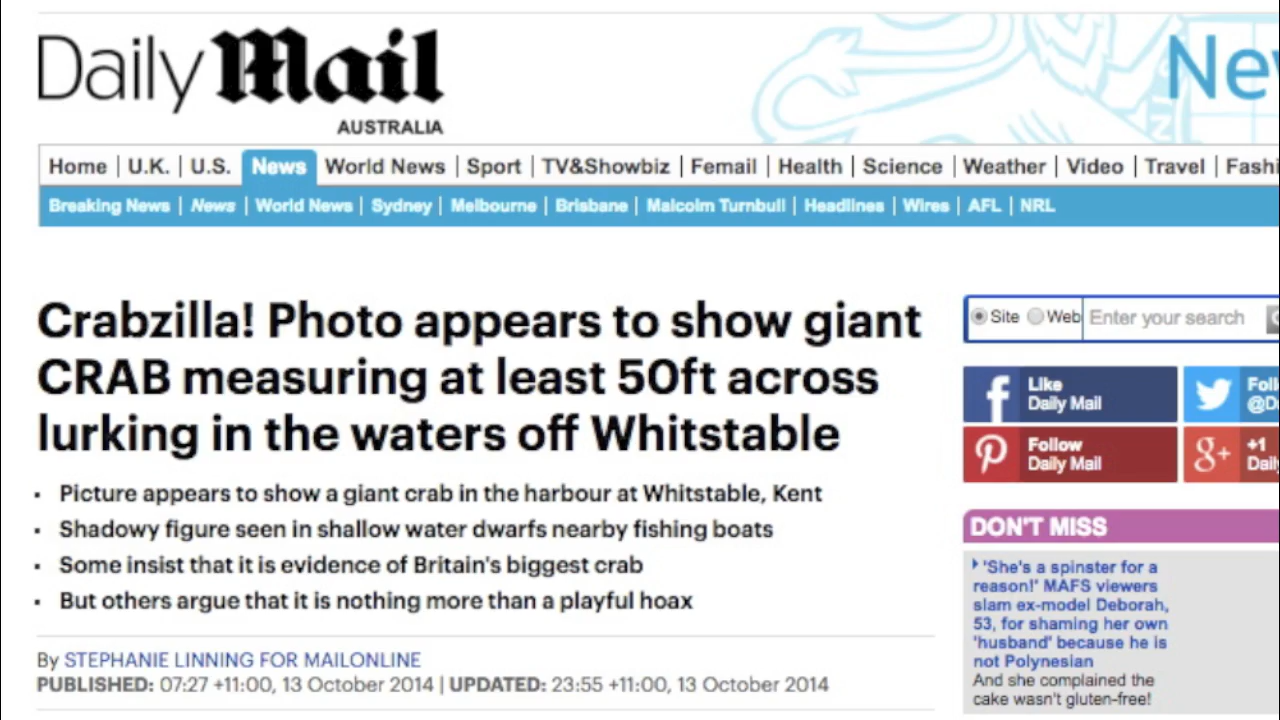 Daily Mail
AUSTRALIA
Home | U.K. | U.S. News World News | Sport | TV&Showbiz | Femail | Health | Science | Weather | Video | Travel |
Breaking News | News | World News | Sydney | Melbourne | Brisbane | Malcolm Turnbull | Headlines | Wires | AFL | NRL
Crabzilla! Photo appears to show giant
CRAB measuring at least 50ft across
lurking in the waters off Whitstable
▪ Picture appears to show a giant crab in the harbour at Whitstable, Kent
▪ Shadowy figure seen in shallow water dwarfs nearby fishing boats
▪ Some insist that it is evidence of Britain's biggest crab
▪ But others argue that it is nothing more than a playful hoax
By STEPHANIE LINNING FOR MAILONLINE
PUBLISHED: 07:27 +11:00, 13 October 2014 | UPDATED: 23:55 +11:00, 13 October 2014
Site Web Enter your search
Like
Daily Mail
Follow
Daily Mail
+1
DON'T MISS
'She's a spinster for a
reason!' MAFS viewers
slam ex-model Deborah,
53, for shaming her own
'husband' because he is
not Polynesian
And she complained the
cake wasn't gluten-free!